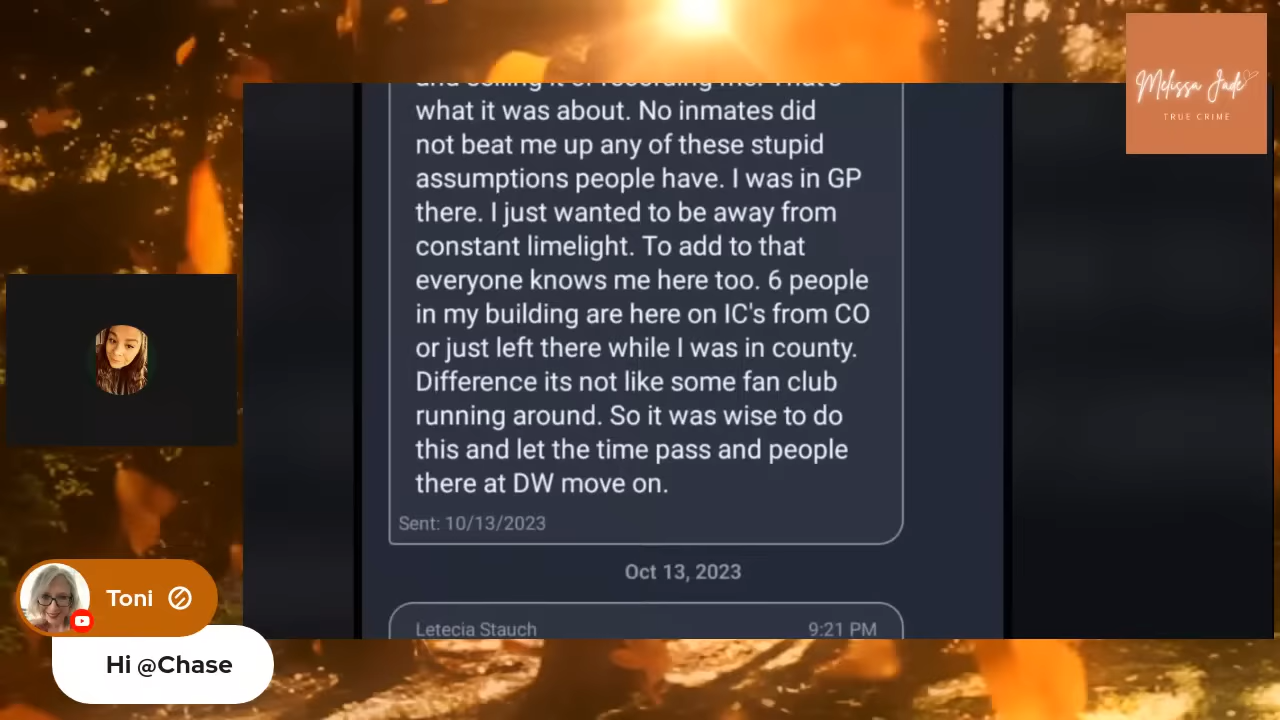 Melissa Jade
TRUE CRIME
what it was about. No inmates did
not beat me up any of these stupid
assumptions people have. I was in GP
there. I just wanted to be away from
constant limelight. To add to that
everyone knows me here too. 6 people
in my building are here on IC's from CO
or just left there while I was in county.
Difference its not like some fan club
running around. So it was wise to do
this and let the time pass and people
there at DW move on.
Sent: 10/13/2023
Oct 13, 2023
Letecia Stauch 9:21 PM
Toni
Hi @Chase